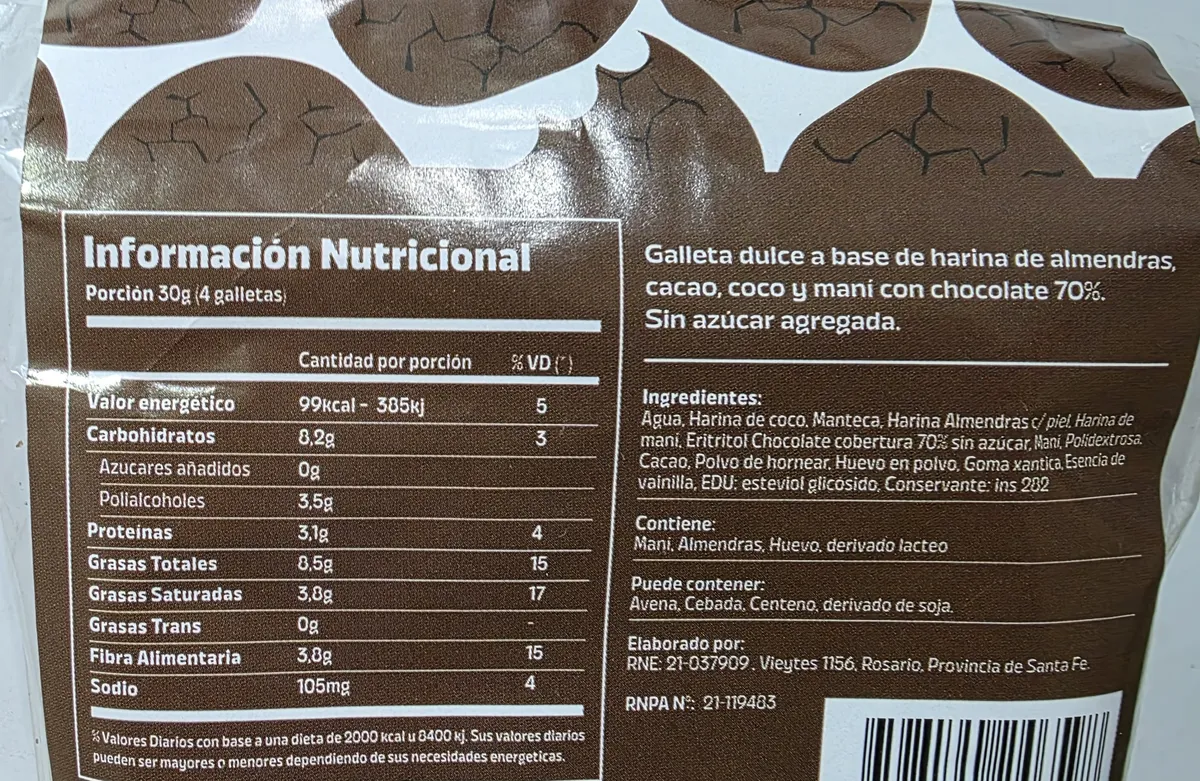 Información Nutricional
Porción 30g (4 galletas)
Cantidad por porción % VD (*)
Valor energético 99kcal - 385kj 5
Carbohidratos 8,2g 3
Azucares añadidos 0g
Polialcoholes 3,5g
Proteínas 3,1g 4
Grasas Totales 8,5g 15
Grasas Saturadas 3,8g 17
Grasas Trans 0g -
Fibra Alimentaria 3,8g 15
Sodio 105mg 4
% Valores Diarios con base a una dieta de 2000 kcal u 8400 kj. Sus valores diarios
pueden ser mayores o menores dependiendo de sus necesidades energeticas.
Galleta dulce a base de harina de almendras,
cacao, coco y maní con chocolate 70%.
Sin azúcar agregada.
Ingredientes:
Agua, Harina de coco, Manteca, Harina Almendras c/ piel, Harina de
maní, Eritritol Chocolate cobertura 70% sin azúcar, Maní, Polidextrosa.
Cacao, Polvo de hornear, Huevo en polvo, Goma xantica, Esencia de
vainilla, EDU: esteviol glicósido, Conservante: ins 282
Contiene:
Maní, Almendras, Huevo, derivado lacteo
Puede contener:
Avena, Cebada, Centeno, derivado de soja.
Elaborado por:
RNE: 21-037909. Vieytes 1156, Rosario, Provincia de Santa Fe.
RNPA Nº: 21-119483